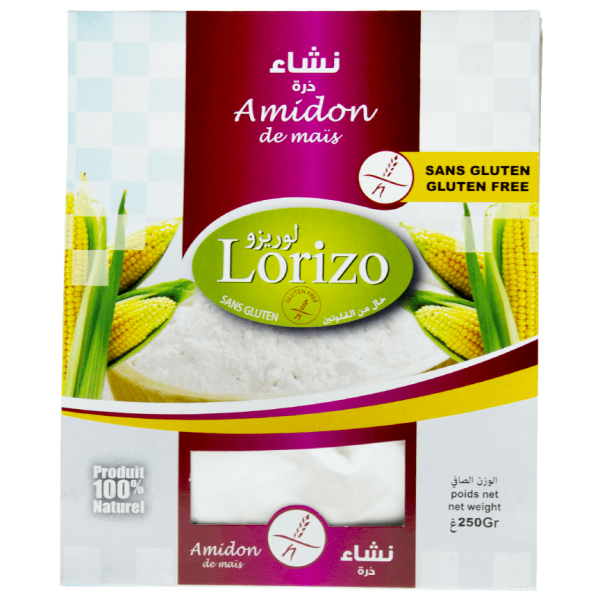 نشاء
ذرة
Amidon
de maïs
SANS GLUTEN
GLUTEN FREE
لوريزو
Lorizo
SANS GLUTEN
GLUTEN FREE
خال من الغلوتين
Produit
100%
Naturel
الوزن الصافي
poids net
net weight
250Gr غ
Amidon
de maïs
نشاء
ذرة